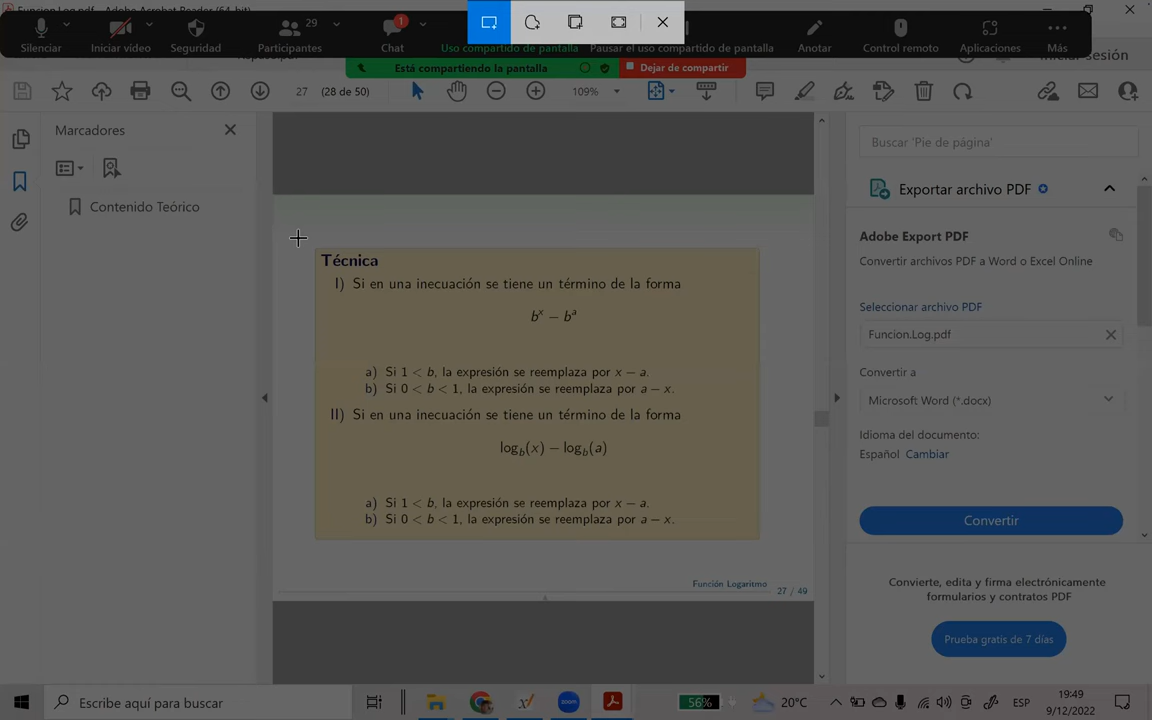 29
1
Silenciar
Iniciar video
Seguridad
Participantes
Chat
Uso compartido de pantalla
Pausar el uso compartido de pantalla
Anotar
Control remoto
Aplicaciones
Más
Está compartiendo la pantalla
Dejar de compartir
Iniciar sesión
27
(28 de 50)
109%
Marcadores
Contenido Teórico
Técnica
I) Si en una inecuación se tiene un término de la forma
bˣ − bᵃ
a) Si 1 < b, la expresión se reemplaza por x − a.
b) Si 0 < b < 1, la expresión se reemplaza por a − x.
II) Si en una inecuación se tiene un término de la forma
log_b(x) − log_b(a)
a) Si 1 < b, la expresión se reemplaza por x − a.
b) Si 0 < b < 1, la expresión se reemplaza por a − x.
Función Logaritmo
27 / 49
Buscar 'Pie de página'
Exportar archivo PDF
Adobe Export PDF
Convertir archivos PDF a Word o Excel Online
Seleccionar archivo PDF
Funcion.Log.pdf
Convertir a
Microsoft Word (*.docx)
Idioma del documento:
Español Cambiar
Convertir
Convierte, edita y firma electrónicamente
formularios y contratos PDF
Prueba gratis de 7 días
Escribe aquí para buscar
zoom
56%
20°C
ESP
19:49
9/12/2022